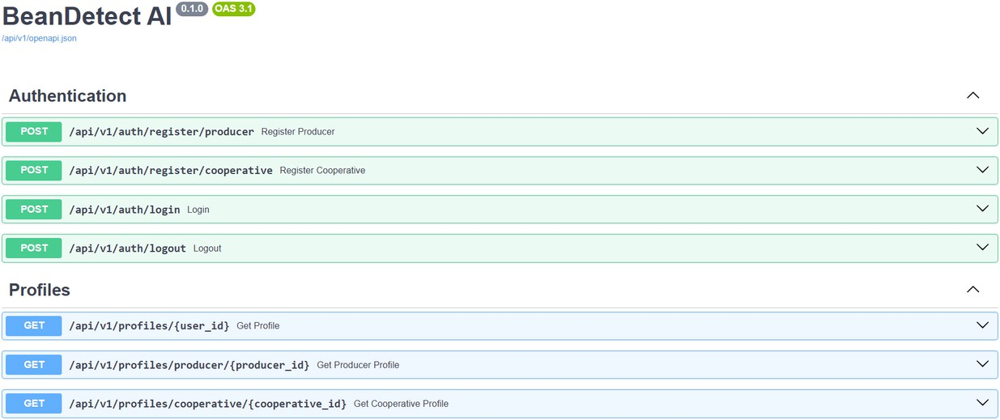 BeanDetect AI 0.1.0 OAS 3.1
/api/v1/openapi.json
Authentication
POST /api/v1/auth/register/producer Register Producer
POST /api/v1/auth/register/cooperative Register Cooperative
POST /api/v1/auth/login Login
POST /api/v1/auth/logout Logout
Profiles
GET /api/v1/profiles/{user_id} Get Profile
GET /api/v1/profiles/producer/{producer_id} Get Producer Profile
GET /api/v1/profiles/cooperative/{cooperative_id} Get Cooperative Profile